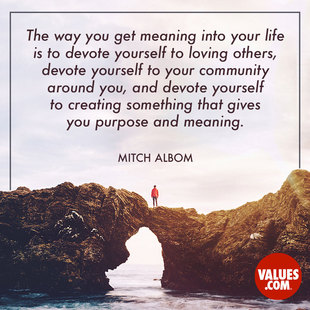 The way you get meaning into your life
is to devote yourself to loving others,
devote yourself to your community
around you, and devote yourself
to creating something that gives
you purpose and meaning.
MITCH ALBOM
VALUES
.COM